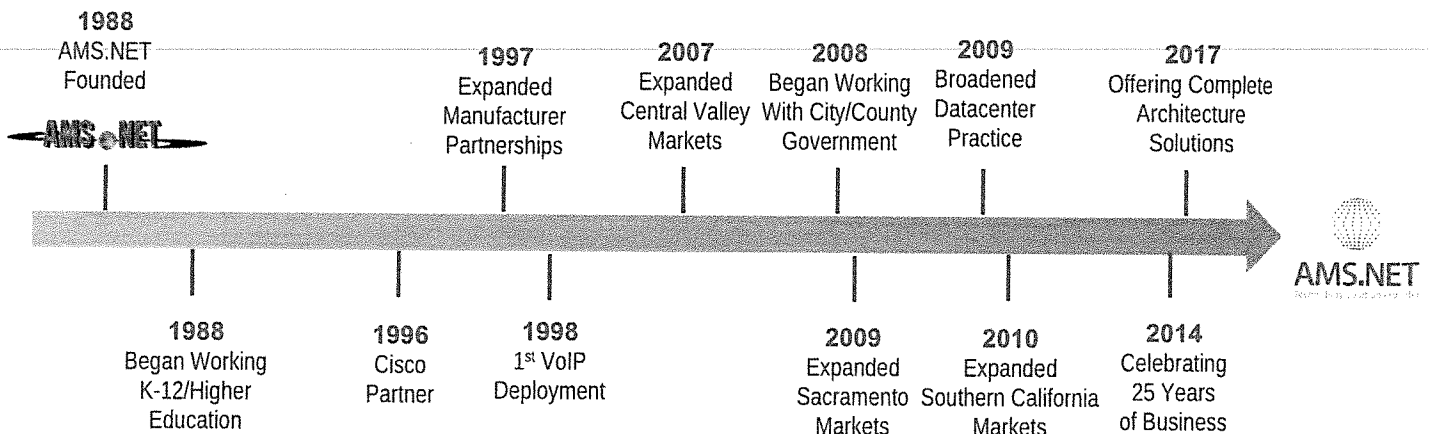 1988
AMS.NET
Founded
AMS.NET
1997
Expanded
Manufacturer
Partnerships
2007
Expanded
Central Valley
Markets
2008
Began Working
With City/County
Government
2009
Broadened
Datacenter
Practice
2017
Offering Complete
Architecture
Solutions
AMS.NET
1988
Began Working
K-12/Higher
Education
1996
Cisco
Partner
1998
1st VoIP
Deployment
2009
Expanded
Sacramento
Markets
2010
Expanded
Southern California
Markets
2014
Celebrating
25 Years
of Business